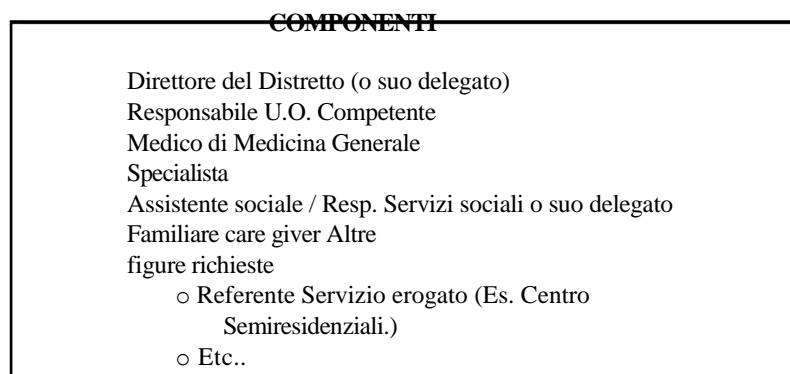 COMPONENTI
Direttore del Distretto (o suo delegato)
Responsabile U.O. Competente
Medico di Medicina Generale
Specialista
Assistente sociale / Resp. Servizi sociali o suo delegato
Familiare care giver Altre
figure richieste
o Referente Servizio erogato (Es. Centro
Semiresidenziali.)
o Etc..